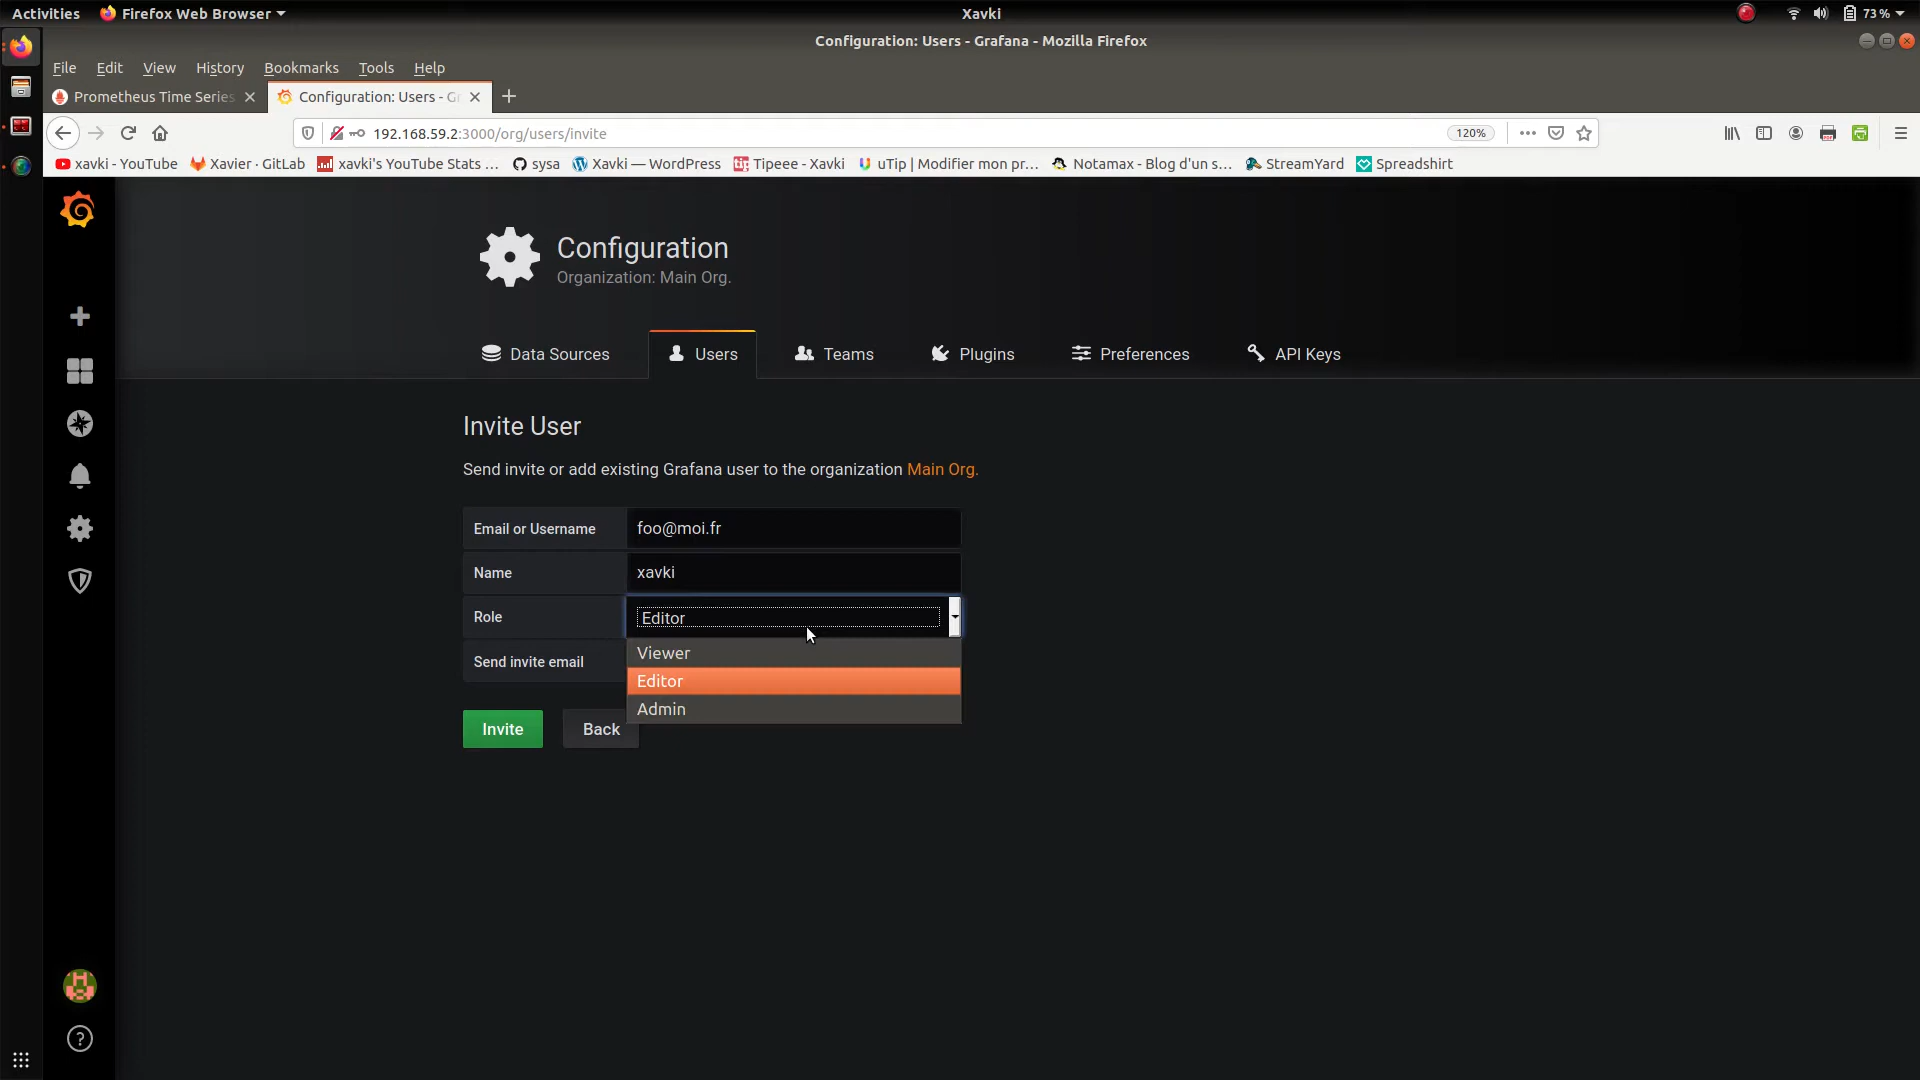 Activities Firefox Web Browser Xavki 73 %
Configuration: Users - Grafana - Mozilla Firefox
File Edit View History Bookmarks Tools Help
Prometheus Time Series Configuration: Users - Gr
192.168.59.2:3000/org/users/invite 120%
xavki - YouTube Xavier · GitLab xavki's YouTube Stats ... sysa Xavki — WordPress Tipeee - Xavki uTip | Modifier mon pr... Notamax - Blog d'un s... StreamYard Spreadshirt
Configuration
Organization: Main Org.
Data Sources Users Teams Plugins Preferences API Keys
Invite User
Send invite or add existing Grafana user to the organization Main Org.
Email or Username foo@moi.fr
Name xavki
Role Editor
Viewer
Send invite email
Editor
Admin
Invite Back